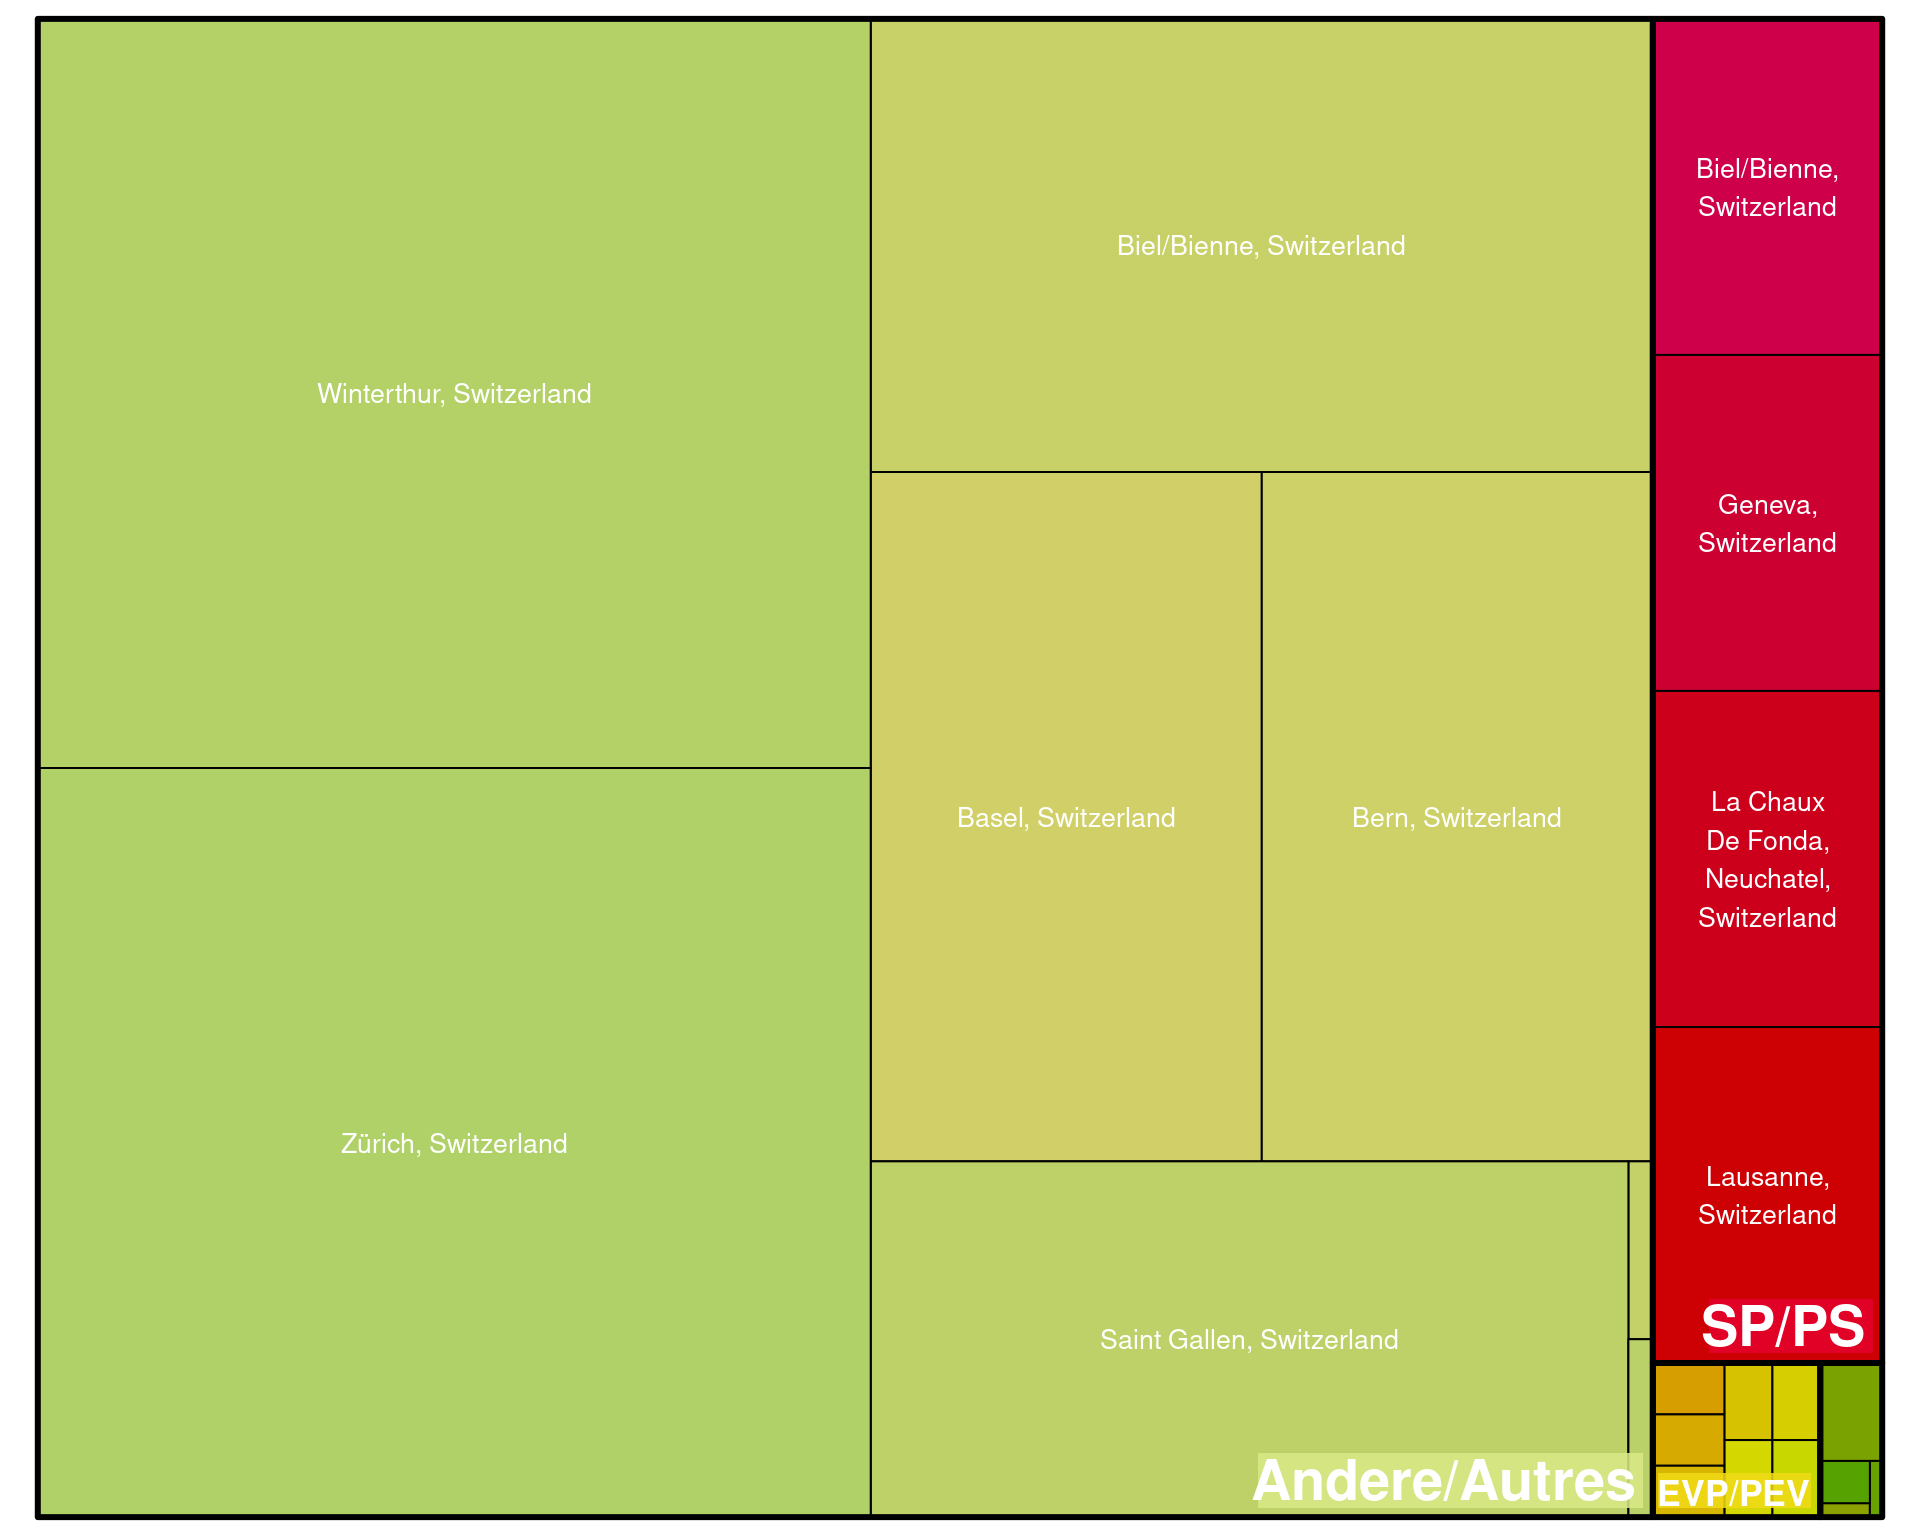 Winterthur, Switzerland
Zürich, Switzerland
Biel/Bienne, Switzerland
Basel, Switzerland
Bern, Switzerland
Saint Gallen, Switzerland
Andere/Autres
Biel/Bienne,
Switzerland
Geneva,
Switzerland
La Chaux
De Fonda,
Neuchatel,
Switzerland
Lausanne,
Switzerland
SP/PS
EVP/PEV